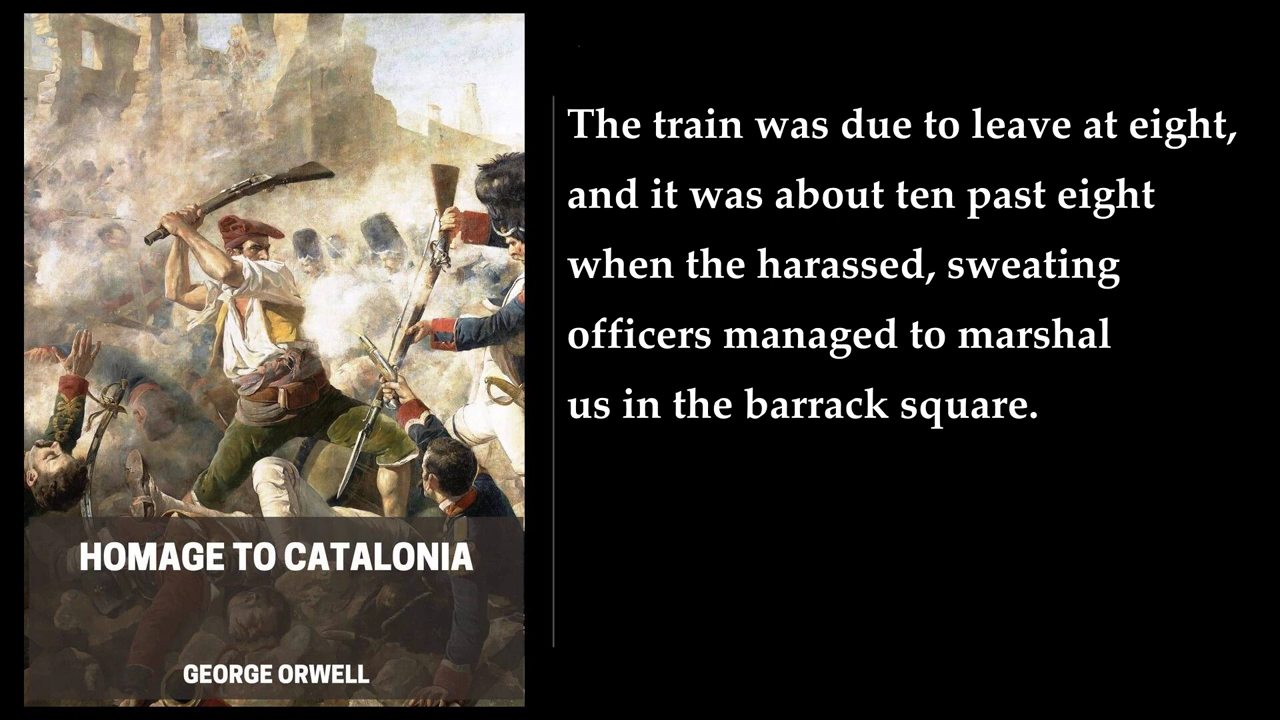 The train was due to leave at eight,
and it was about ten past eight
when the harassed, sweating
officers managed to marshal
us in the barrack square.
HOMAGE TO CATALONIA
GEORGE ORWELL